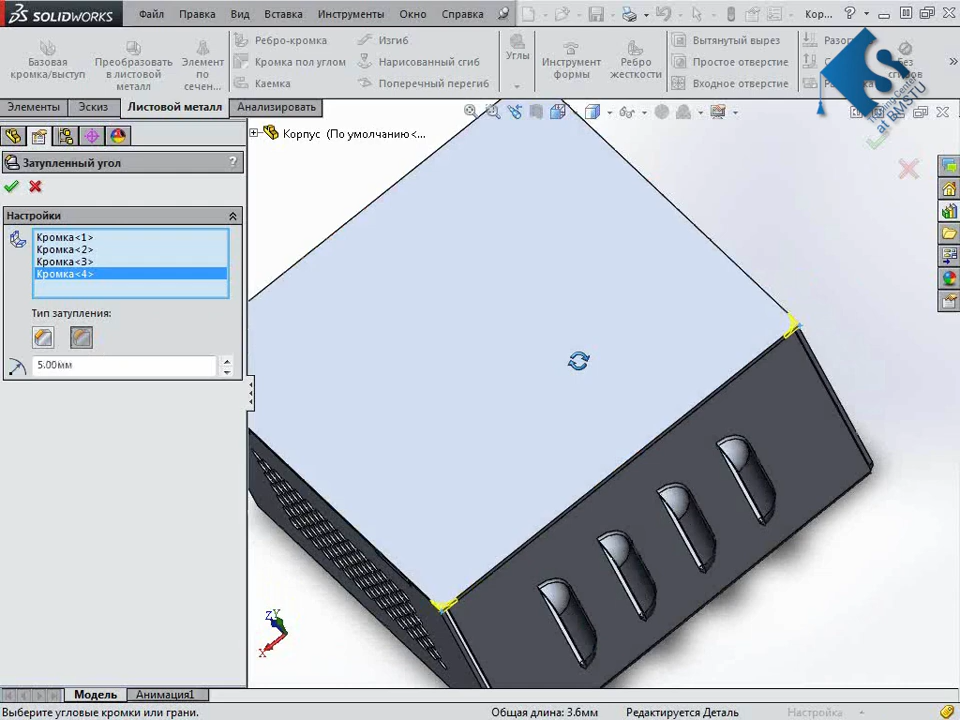 SOLIDWORKS Файл Правка Вид Вставка Инструменты Окно Справка Кор... ?
Базовая кромка/выступ
Преобразовать в листовой металл
Элемент по сечен...
Ребро-кромка
Кромка под углом
Каемка
Изгиб
Нарисованный сгиб
Поперечный перегиб
Углы
Инструмент формы
Ребро жесткости
Вытянутый вырез
Простое отверстие
Входное отверстие
Элементы Эскиз Листовой металл Анализировать
Корпус (По умолчанию<...
Затупленный угол ?
Настройки
Кромка<1>
Кромка<2>
Кромка<3>
Кромка<4>
Тип затупления:
5.00мм
Training Center
at BMSTU
Z Y
X
Модель Анимация1
Выберите угловые кромки или грани. Общая длина: 3.6мм Редактируется Деталь Настройка